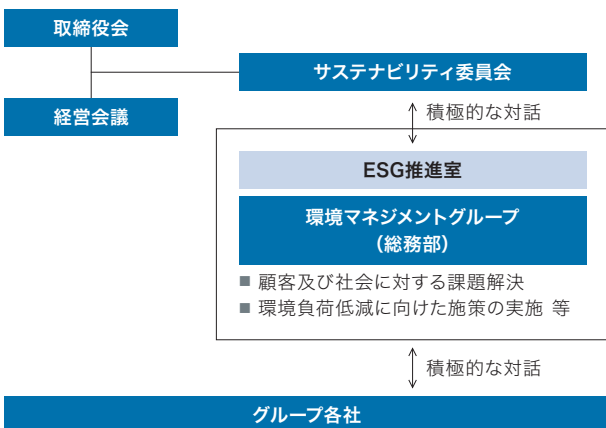 取締役会
サステナビリティ委員会
経営会議
積極的な対話
ESG推進室
環境マネジメントグループ
（総務部）
■ 顧客及び社会に対する課題解決
■ 環境負荷低減に向けた施策の実施 等
積極的な対話
グループ各社